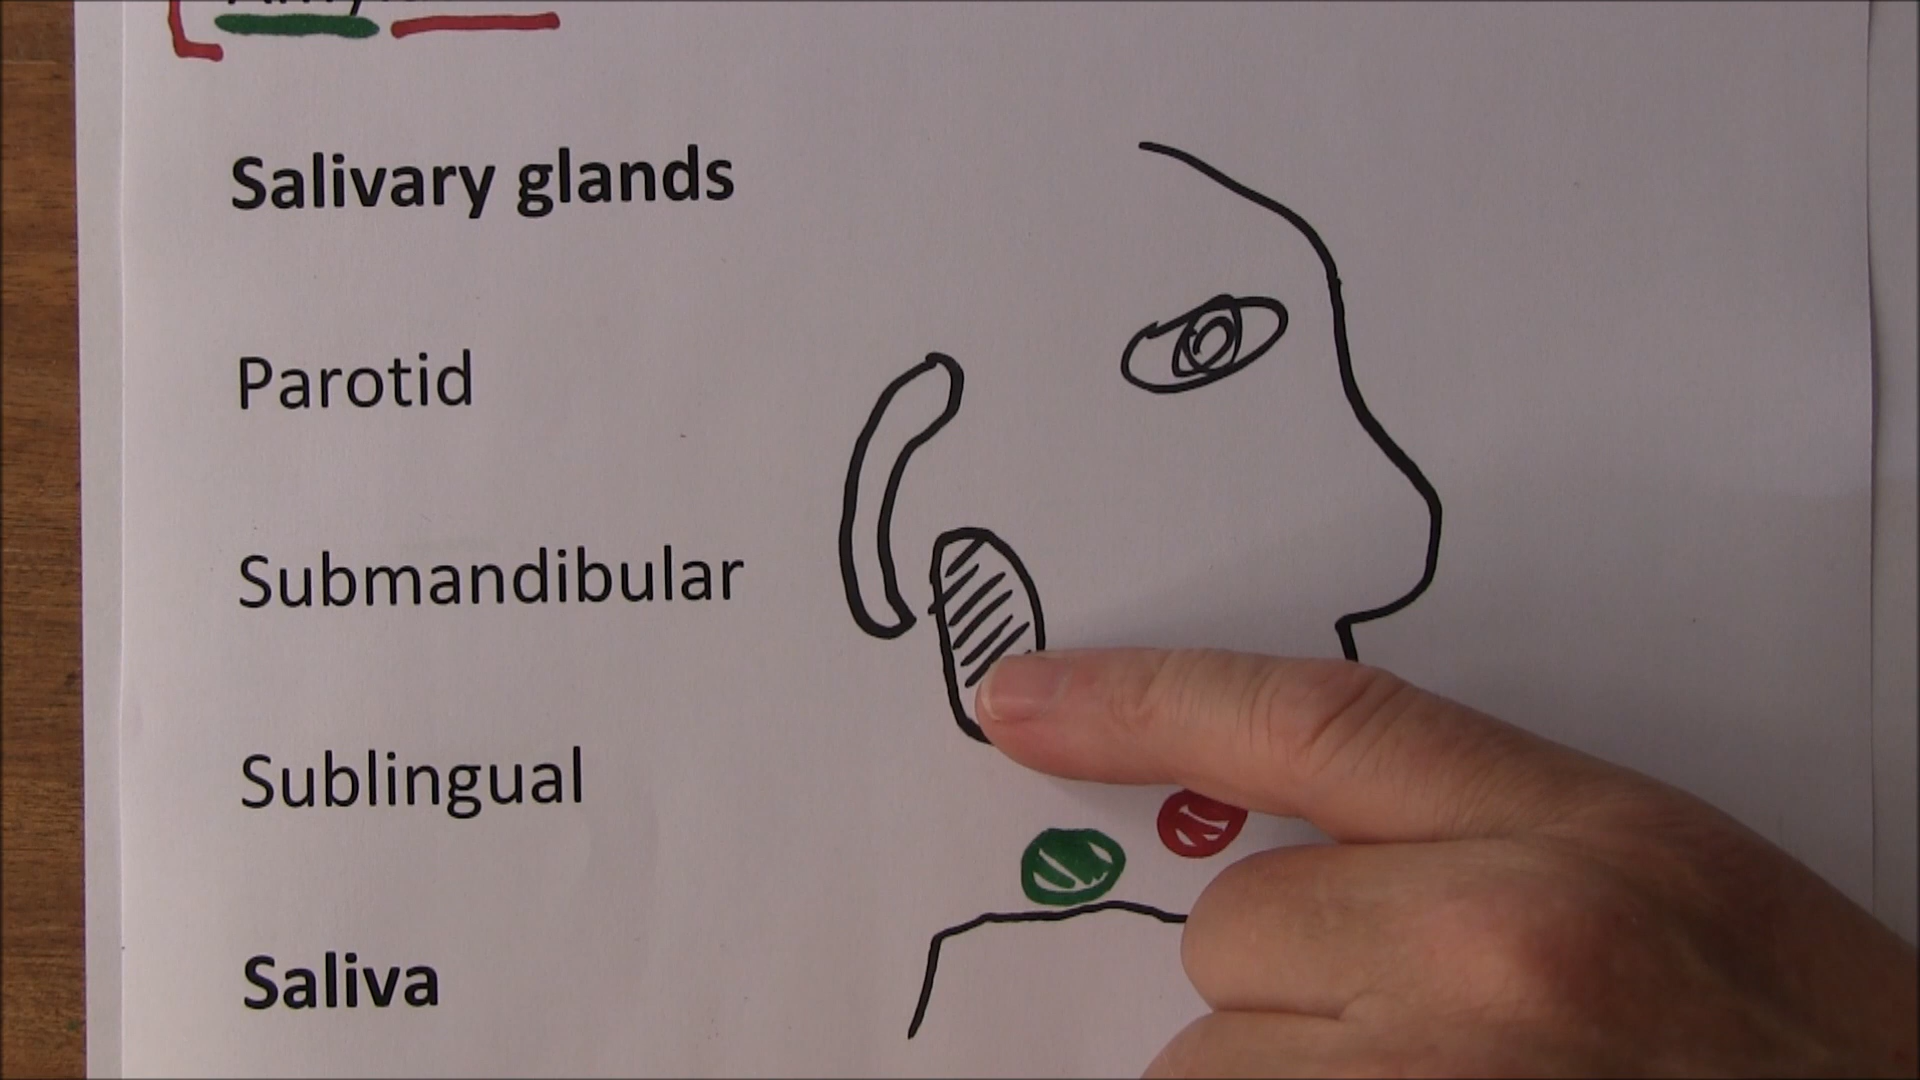 Salivary glands
Parotid
Submandibular
Sublingual
Saliva